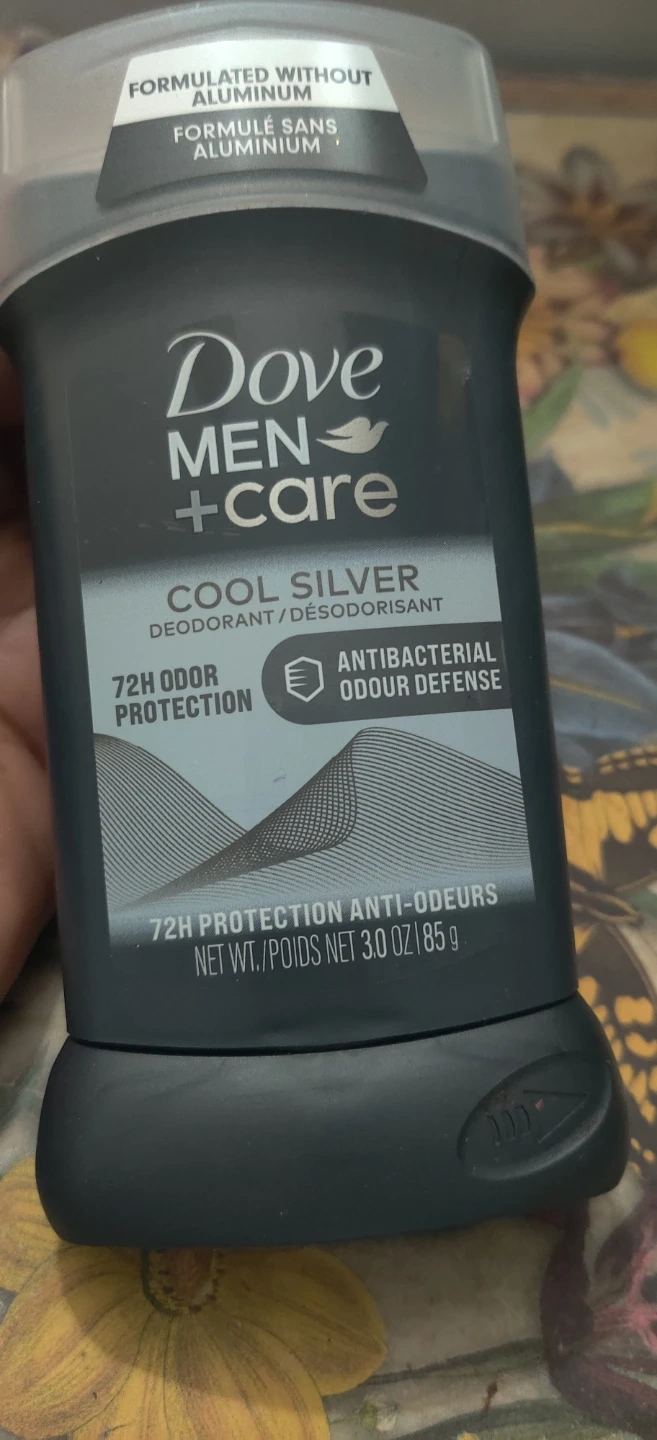 FORMULATED WITHOUT
ALUMINUM
FORMULÉ SANS
ALUMINIUM
Dove
MEN
+care
COOL SILVER
DEODORANT / DÉSODORISANT
72H ODOR
PROTECTION
ANTIBACTERIAL
ODOUR DEFENSE
72H PROTECTION ANTI-ODEURS
NET WT./POIDS NET 3.0 OZ | 85 g